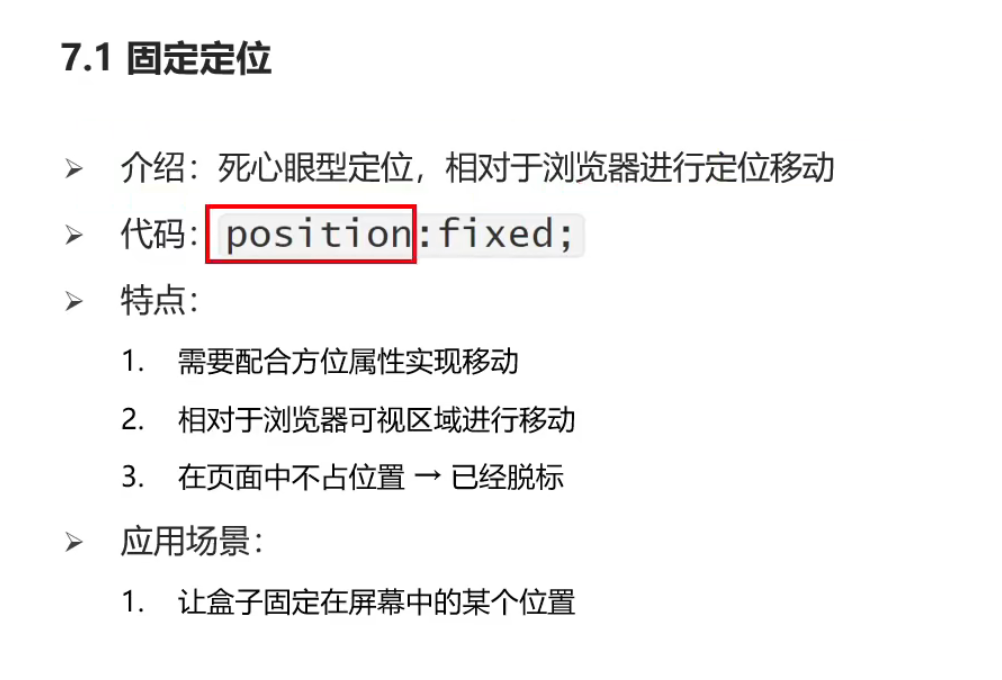 7.1 固定定位
➢ 介绍：死心眼型定位，相对于浏览器进行定位移动
➢ 代码：position:fixed;
➢ 特点：
1. 需要配合方位属性实现移动
2. 相对于浏览器可视区域进行移动
3. 在页面中不占位置 → 已经脱标
➢ 应用场景：
1. 让盒子固定在屏幕中的某个位置